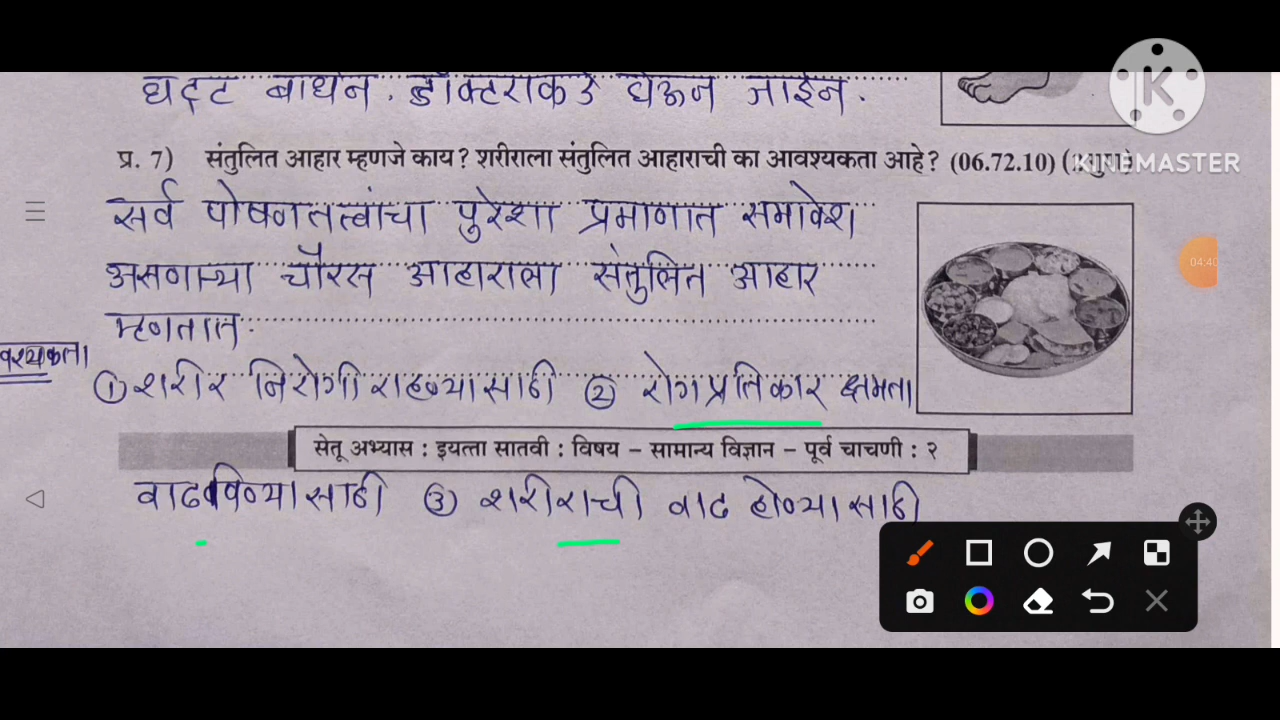 घट्ट बांधेन. डॉक्टरांकडे घेऊन जाईन.
प्र. 7) संतुलित आहार म्हणजे काय? शरीराला संतुलित आहाराची का आवश्यकता आहे? (06.72.10) (
KINEMASTER
सर्व पोषणतत्वांचा पुरेशा प्रमाणात समावेश
असणाऱ्या चौरस आहाराला संतुलित आहार
म्हणतात.
वश्यकता
① शरीर निरोगी राहण्यासाठी ② रोगप्रतिकार क्षमता
सेतू अभ्यास : इयत्ता सातवी : विषय – सामान्य विज्ञान – पूर्व चाचणी : २
वाढविण्यासाठी ③ शरीराची वाढ होण्यासाठी
04:40